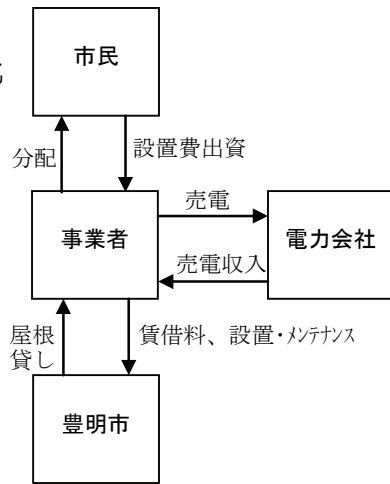 市民
分配
設置費出資
売電
事業者
電力会社
売電収入
屋根
貸し
賃借料、設置・ﾒﾝﾃﾅﾝｽ
豊明市